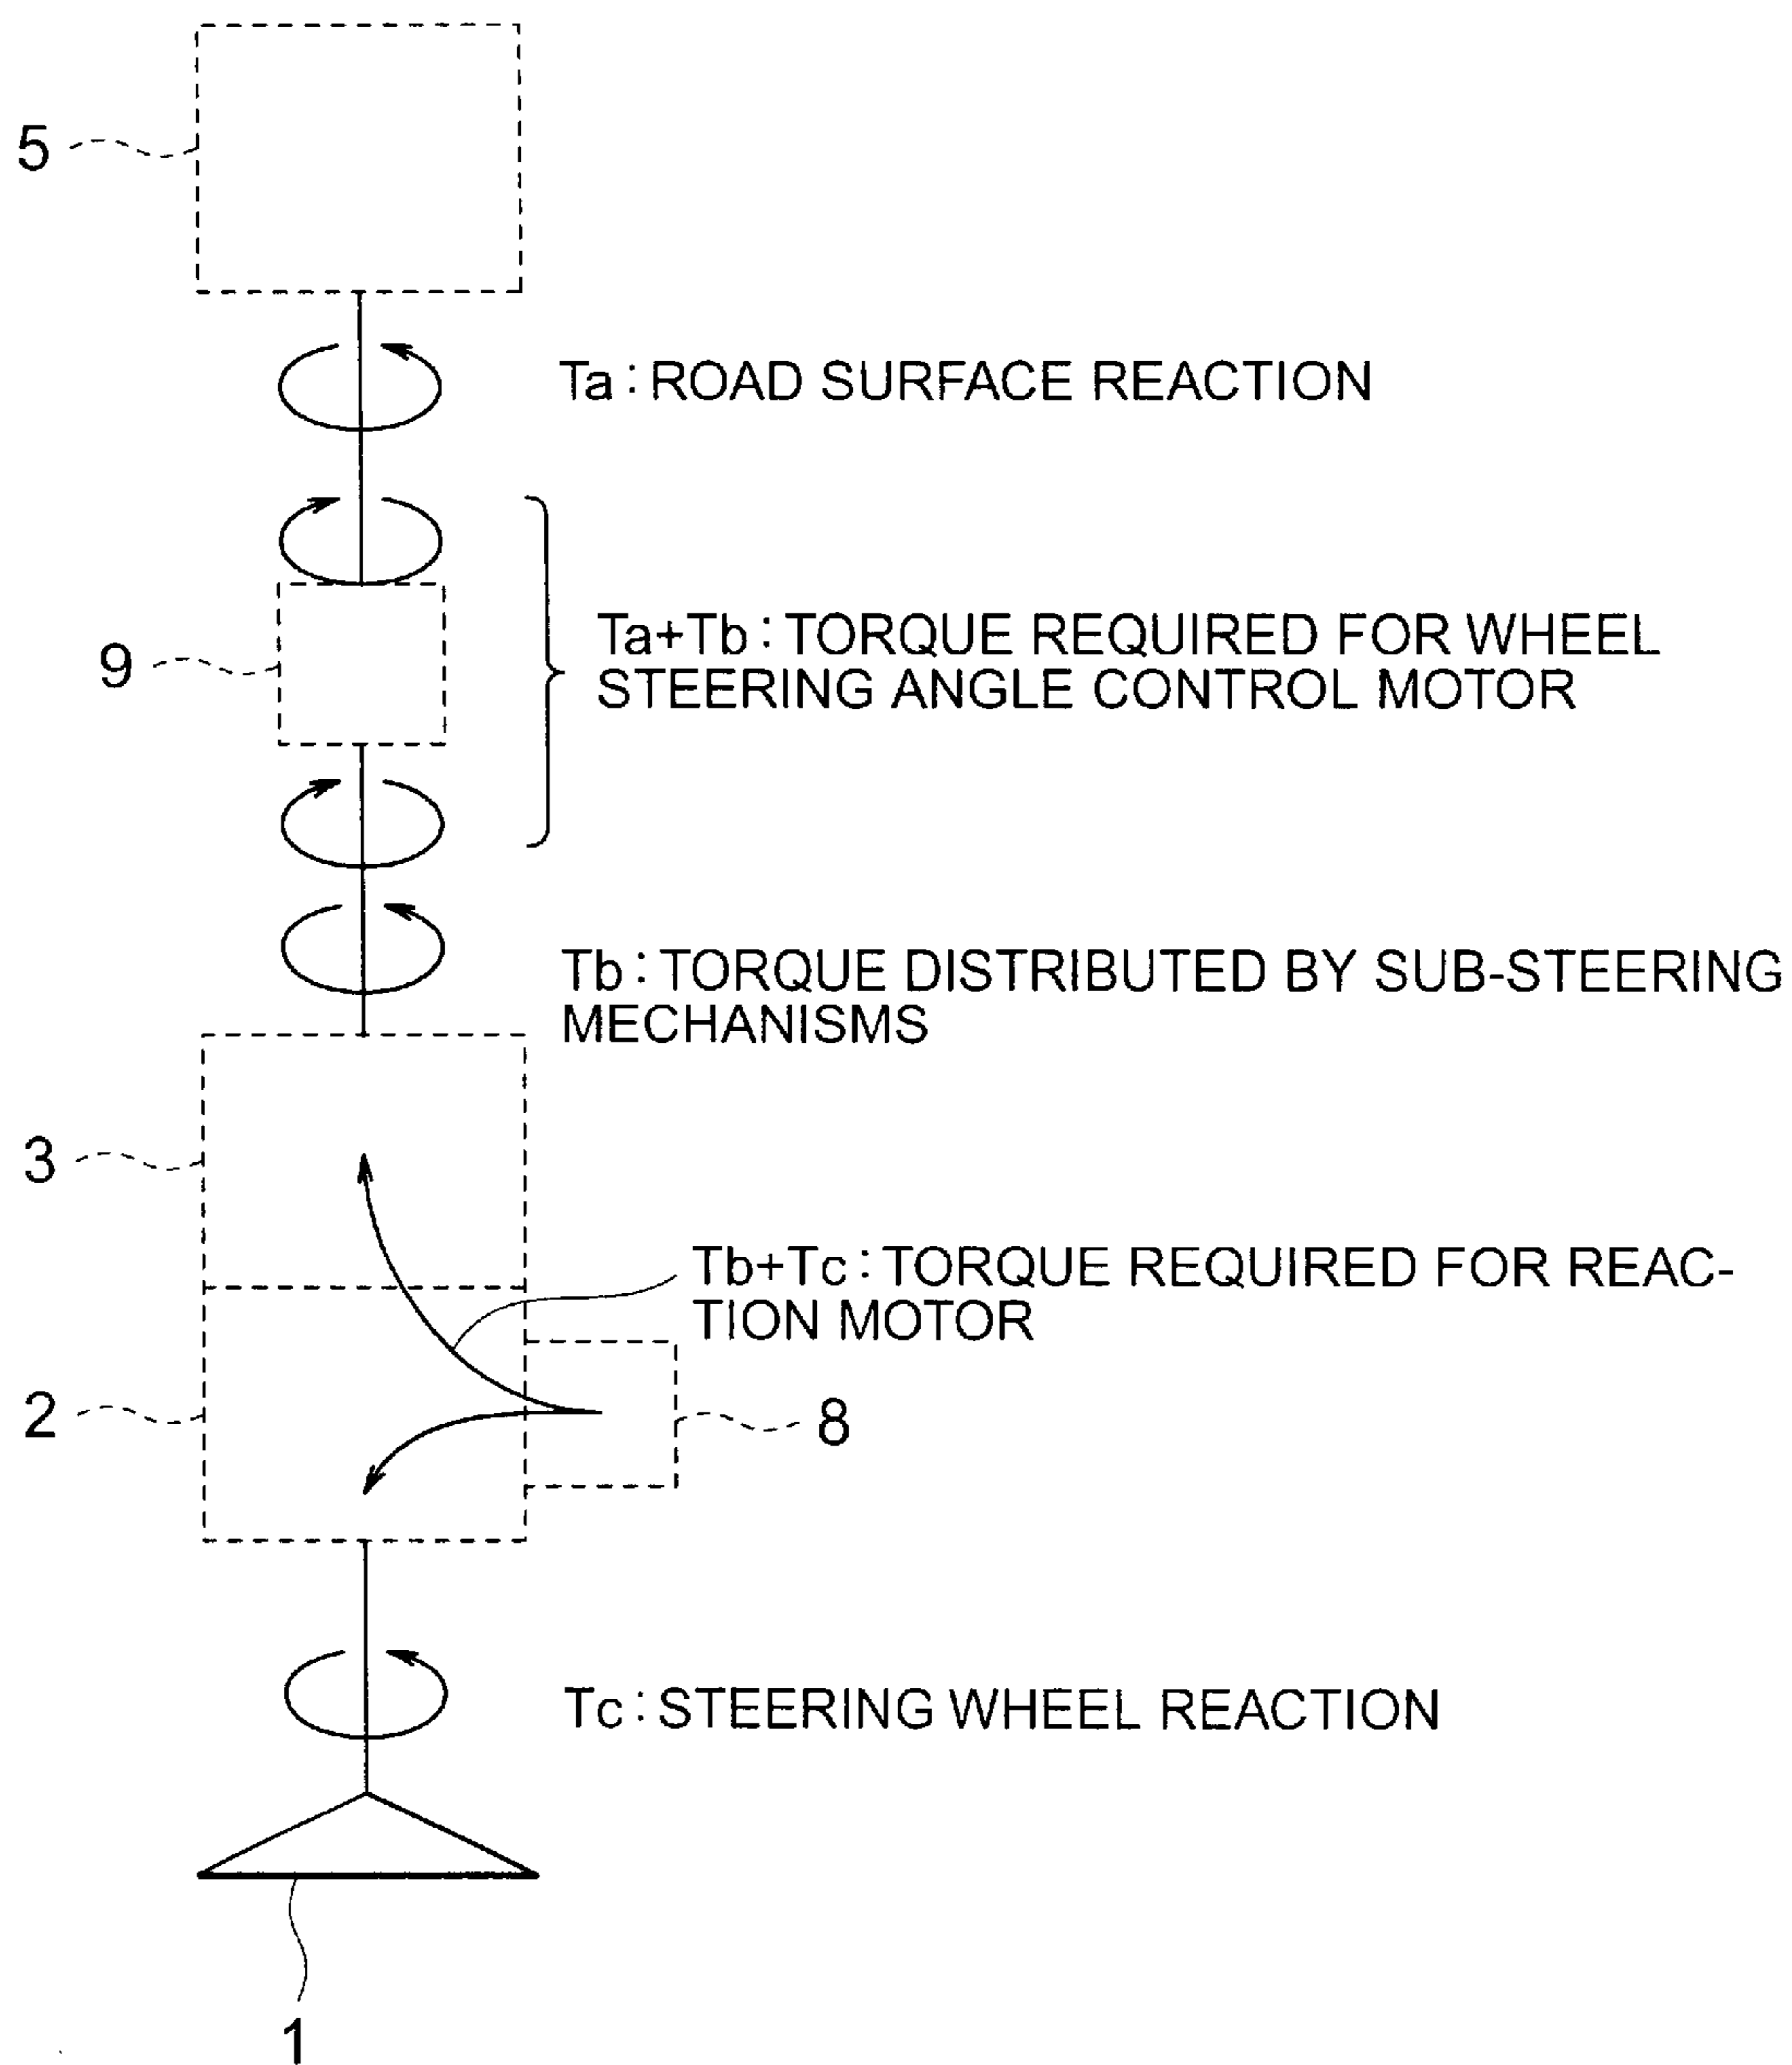 5
Ta : ROAD SURFACE REACTION
9
Ta+Tb : TORQUE REQUIRED FOR WHEEL
STEERING ANGLE CONTROL MOTOR
Tb : TORQUE DISTRIBUTED BY SUB-STEERING
MECHANISMS
3
Tb+Tc : TORQUE REQUIRED FOR REAC-
TION MOTOR
2
8
Tc : STEERING WHEEL REACTION
1